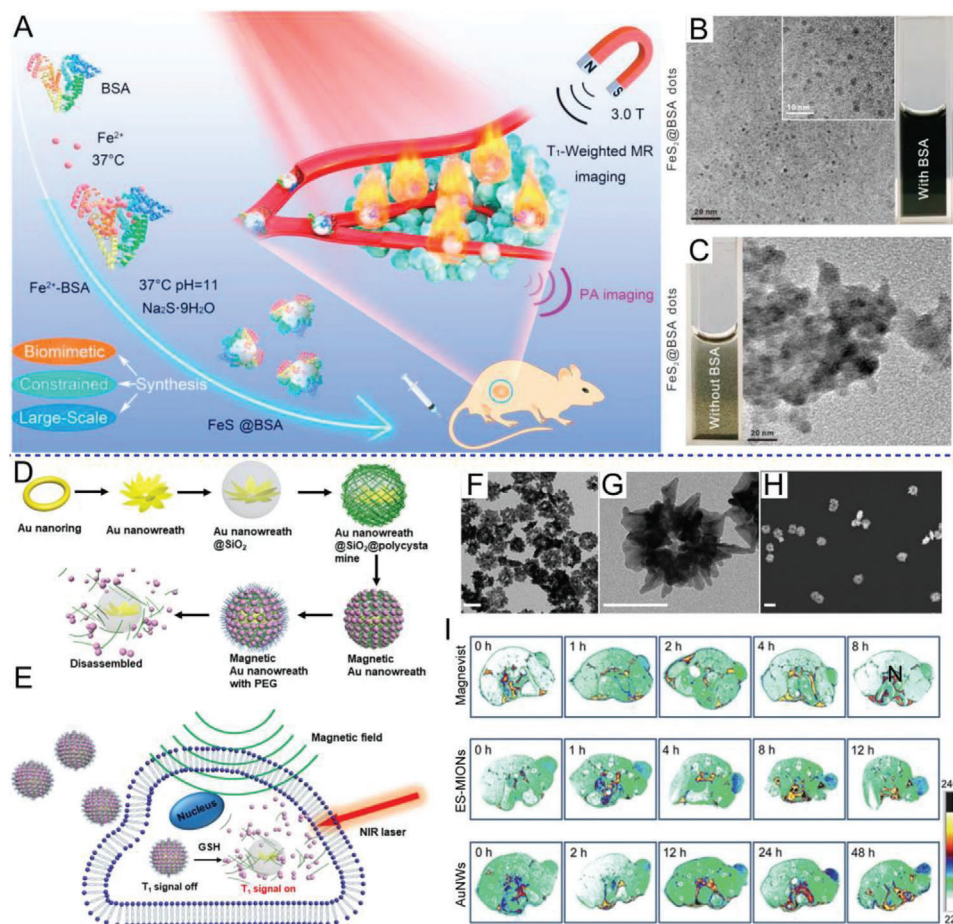 A
BSA
Fe²⁺
37°C
Fe²⁺-BSA
37°C pH=11
Na₂S·9H₂O
Biomimetic
Constrained
Large-Scale
Synthesis
FeS @BSA
N
S
3.0 T
T₁-Weighted MR
imaging
PA imaging
B
FeS₂@BSA dots
10 nm
20 nm
With BSA
C
FeS₂@BSA dots
Without BSA
20 nm
D
Au nanoring
Au nanowreath
Au nanowreath
@SiO₂
Au nanowreath
@SiO₂@polycysta
mine
Disassembled
Magnetic
Au nanowreath
with PEG
Magnetic
Au nanowreath
E
Magnetic field
Nucleus
GSH
NIR laser
T₁ signal off
T₁ signal on
F
G
H
I
Magnevist
0 h
1 h
2 h
4 h
8 h
N
ES-MIONs
0 h
1 h
4 h
8 h
12 h
AuNWs
0 h
2 h
12 h
24 h
48 h